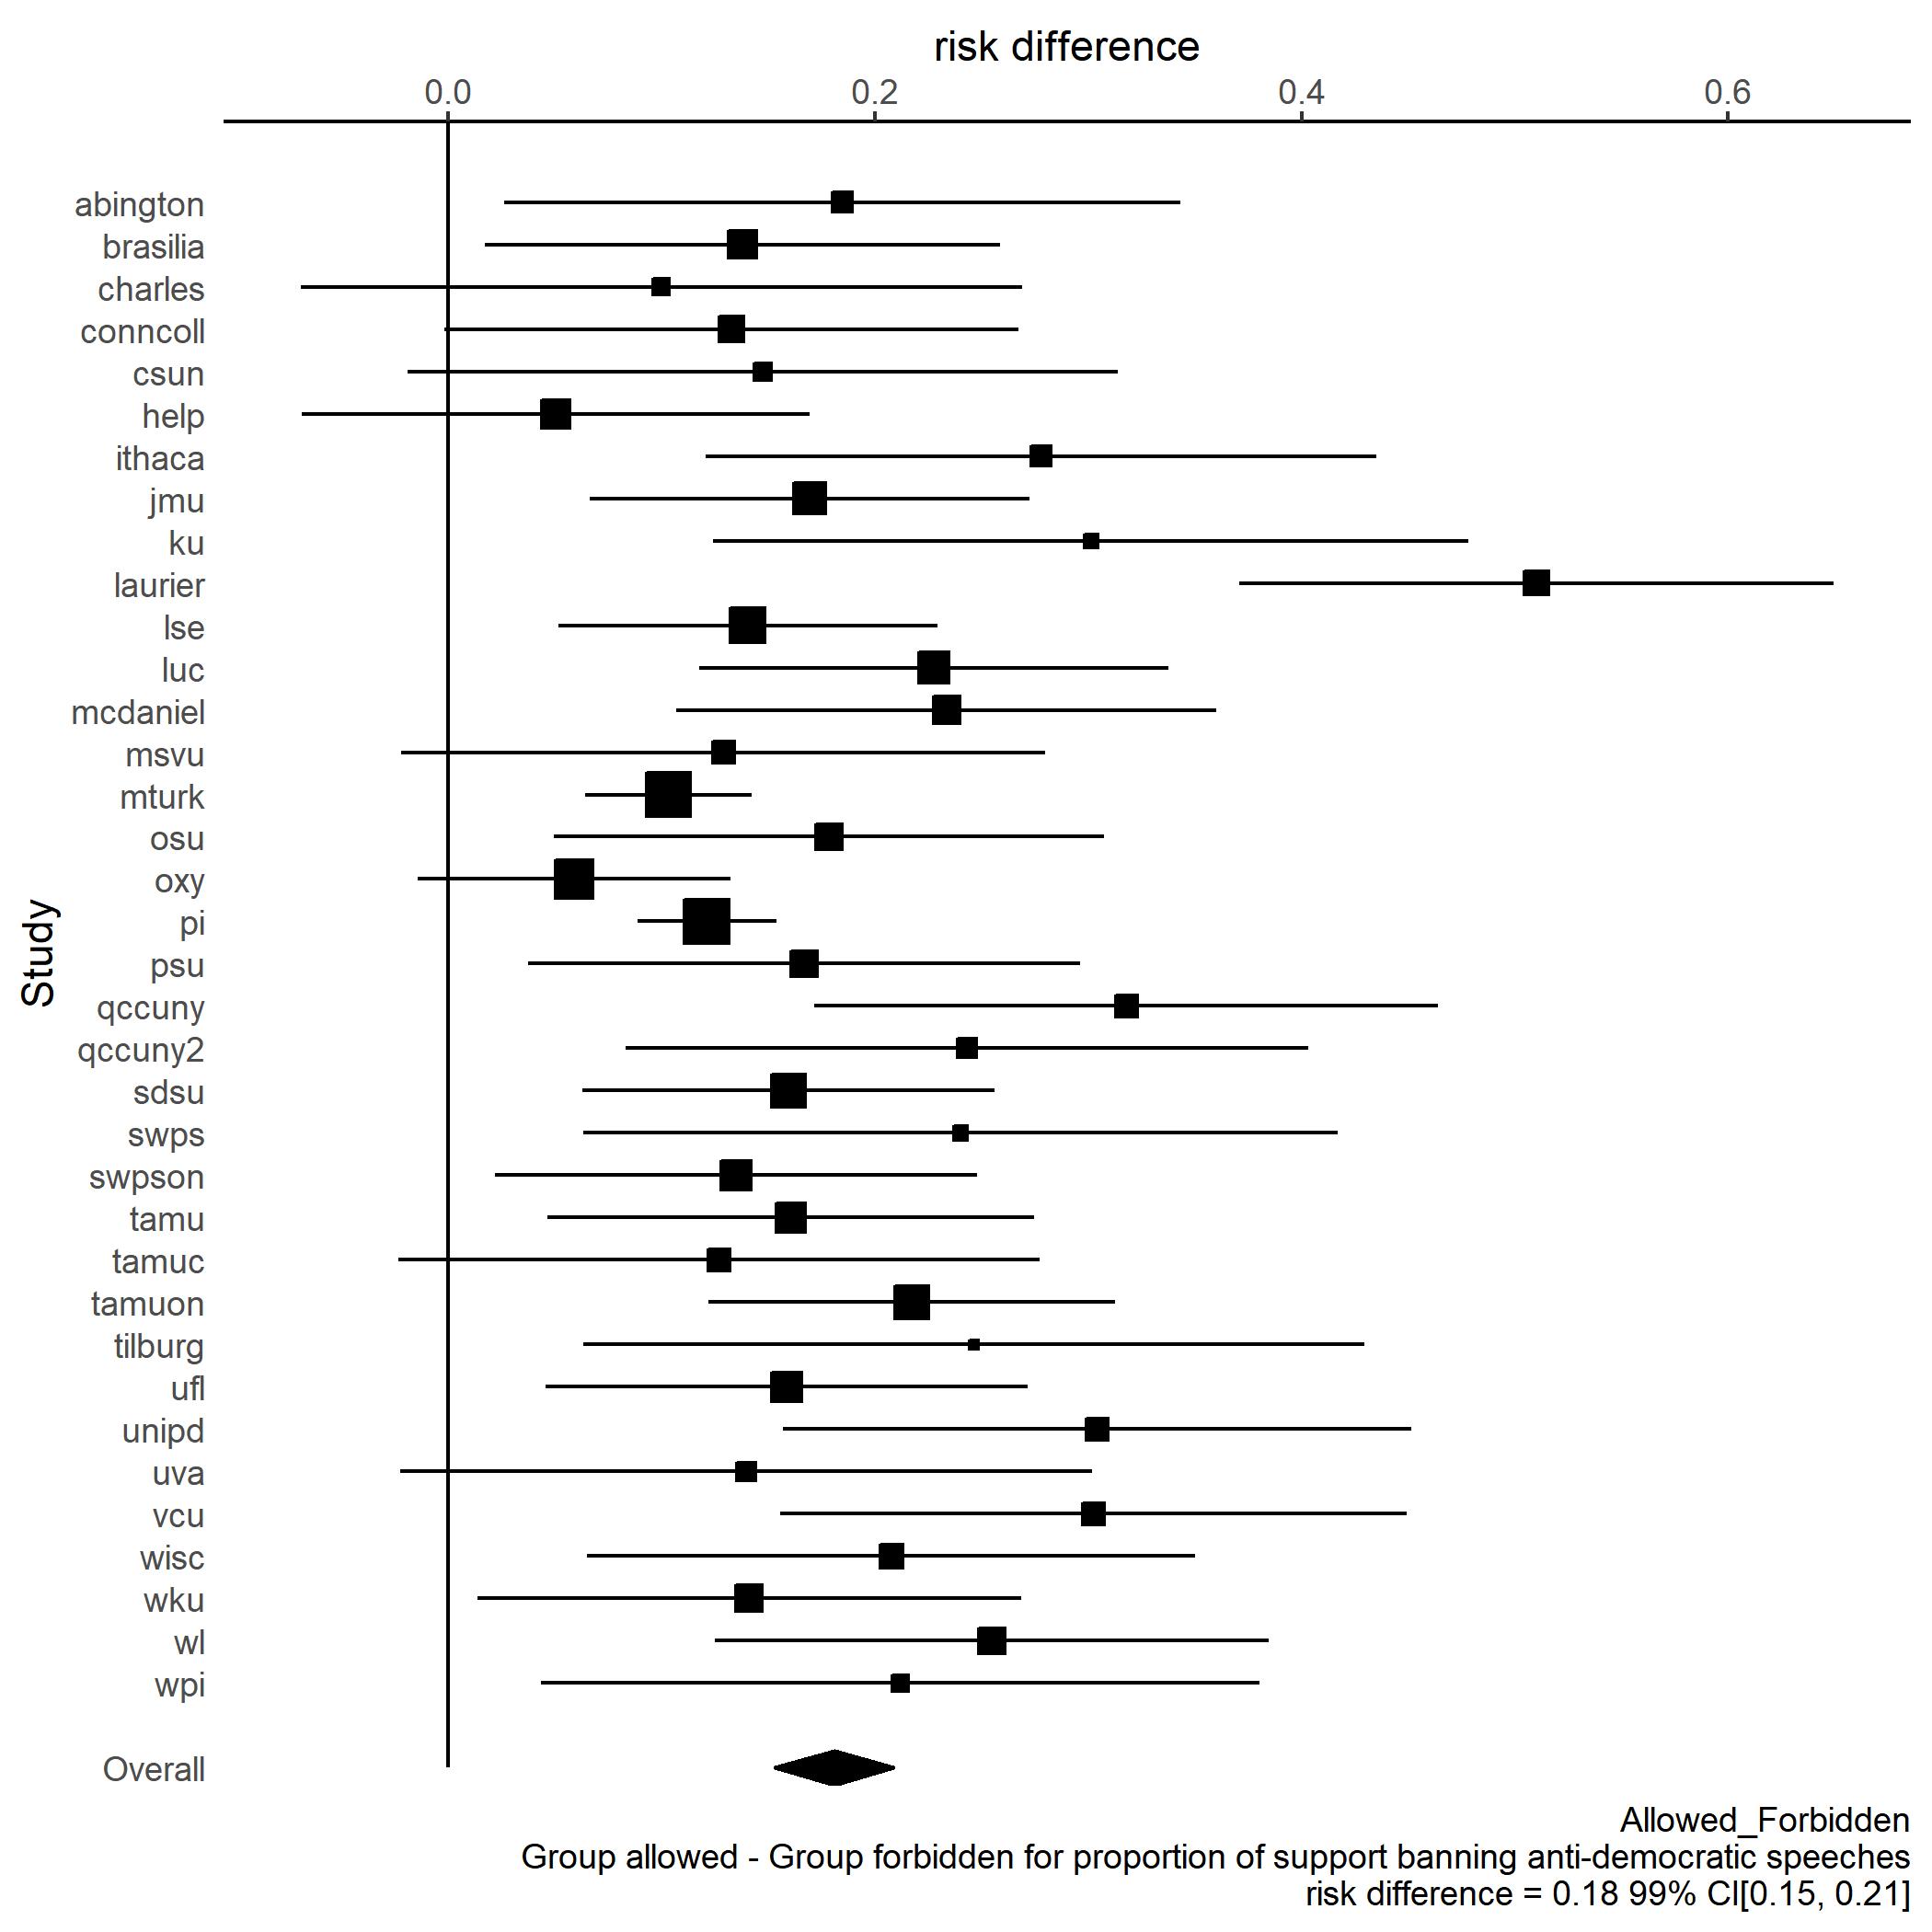 risk difference
0.0 0.2 0.4 0.6
abington
brasilia
charles
conncoll
csun
help
ithaca
jmu
ku
laurier
lse
luc
mcdaniel
msvu
mturk
osu
oxy
pi
psu
qccuny
qccuny2
sdsu
swps
swpson
tamu
tamuc
tamuon
tilburg
ufl
unipd
uva
vcu
wisc
wku
wl
wpi
Overall
Study
Allowed_Forbidden
Group allowed - Group forbidden for proportion of support banning anti-democratic speeches
risk difference = 0.18 99% CI[0.15, 0.21]